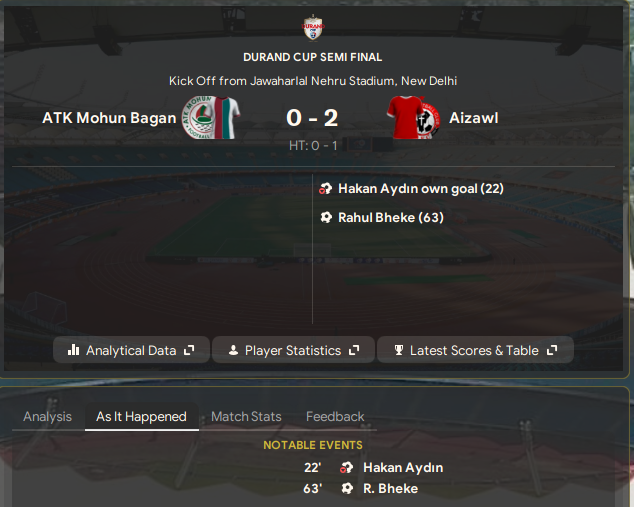 DURAND CUP SEMI FINAL
Kick Off from Jawaharlal Nehru Stadium, New Delhi
ATK Mohun Bagan 0 - 2 Aizawl
HT: 0 - 1
Hakan Aydın own goal (22)
Rahul Bheke (63)
Analytical Data Player Statistics Latest Scores & Table
Analysis As It Happened Match Stats Feedback
NOTABLE EVENTS
22' Hakan Aydın
63' R. Bheke